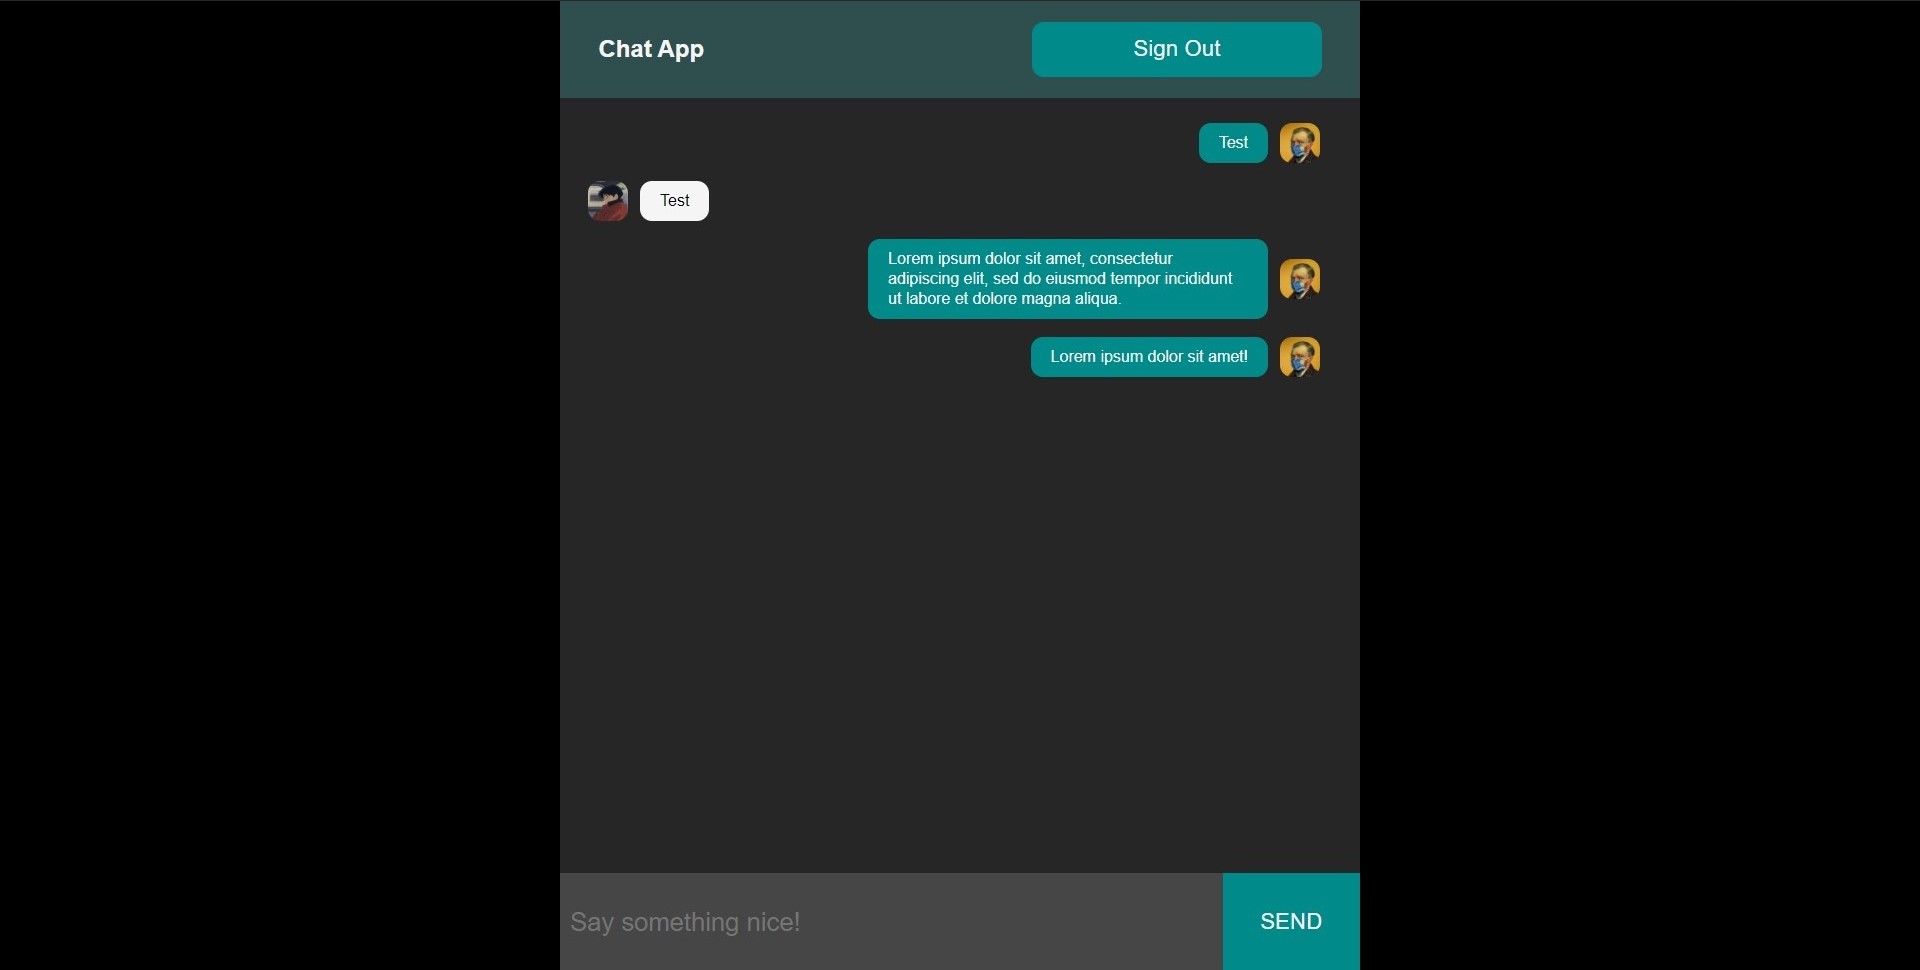 Chat App
Sign Out
Test
Test
Lorem ipsum dolor sit amet, consectetur
adipiscing elit, sed do eiusmod tempor incididunt
ut labore et dolore magna aliqua.
Lorem ipsum dolor sit amet!
Say something nice!
SEND